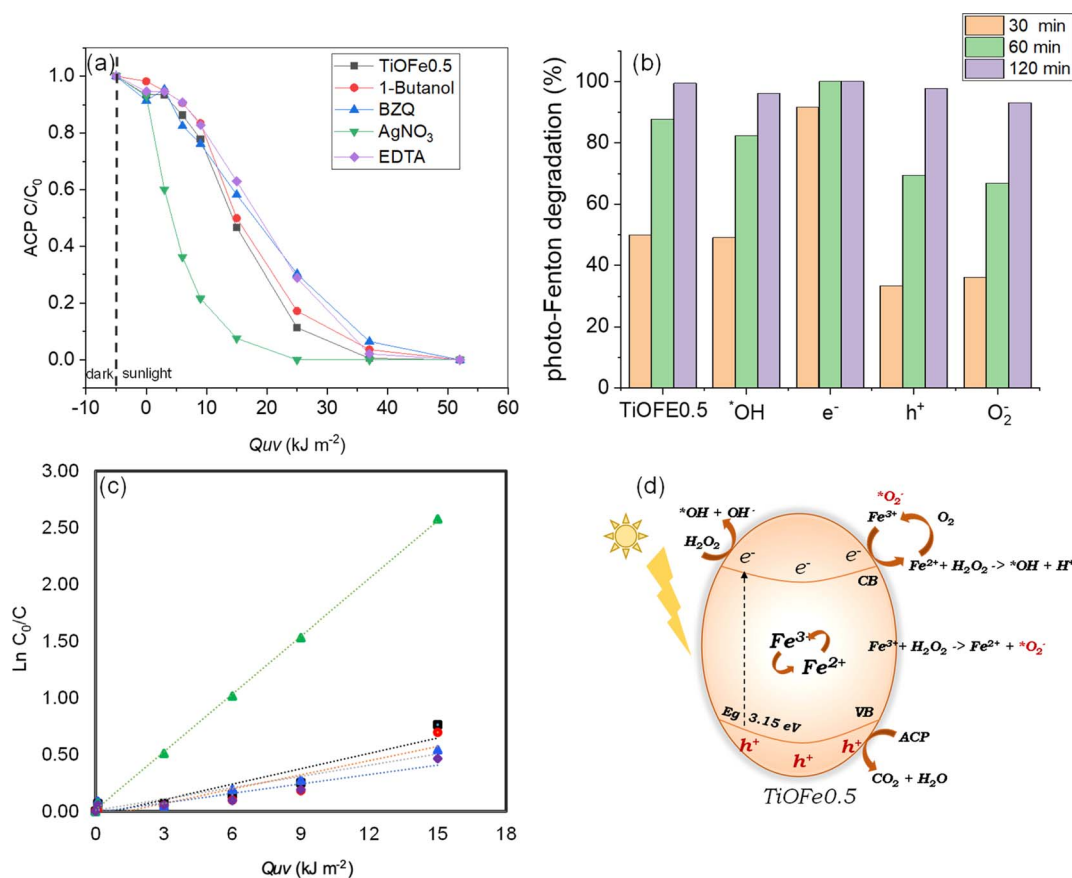 (a)
TiOFe0.5
1-Butanol
BZQ
AgNO₃
EDTA
ACP C/C₀
1.0
0.8
0.6
0.4
0.2
0.0
dark
sunlight
-10 0 10 20 30 40 50 60
Quv (kJ m⁻²)
30 min
60 min
120 min
(b)
photo-Fenton degradation (%)
100
80
60
40
20
0
TiOFE0.5 *OH e⁻ h⁺ O₂⁻
(c)
Ln C₀/C
3.00
2.50
2.00
1.50
1.00
0.50
0.00
0 3 6 9 12 15 18
Quv (kJ m⁻²)
(d)
*OH + OH⁻
H₂O₂
*O₂⁻
Fe³⁺ O₂
e⁻ e⁻ e⁻
Fe²⁺+ H₂O₂ -> *OH + H⁺
CB
Fe³⁺
Fe²⁺
Fe³⁺+ H₂O₂ -> Fe²⁺ + *O₂⁻
Eg 3.15 eV
VB
h⁺ h⁺ h⁺
ACP
CO₂ + H₂O
TiOFe0.5